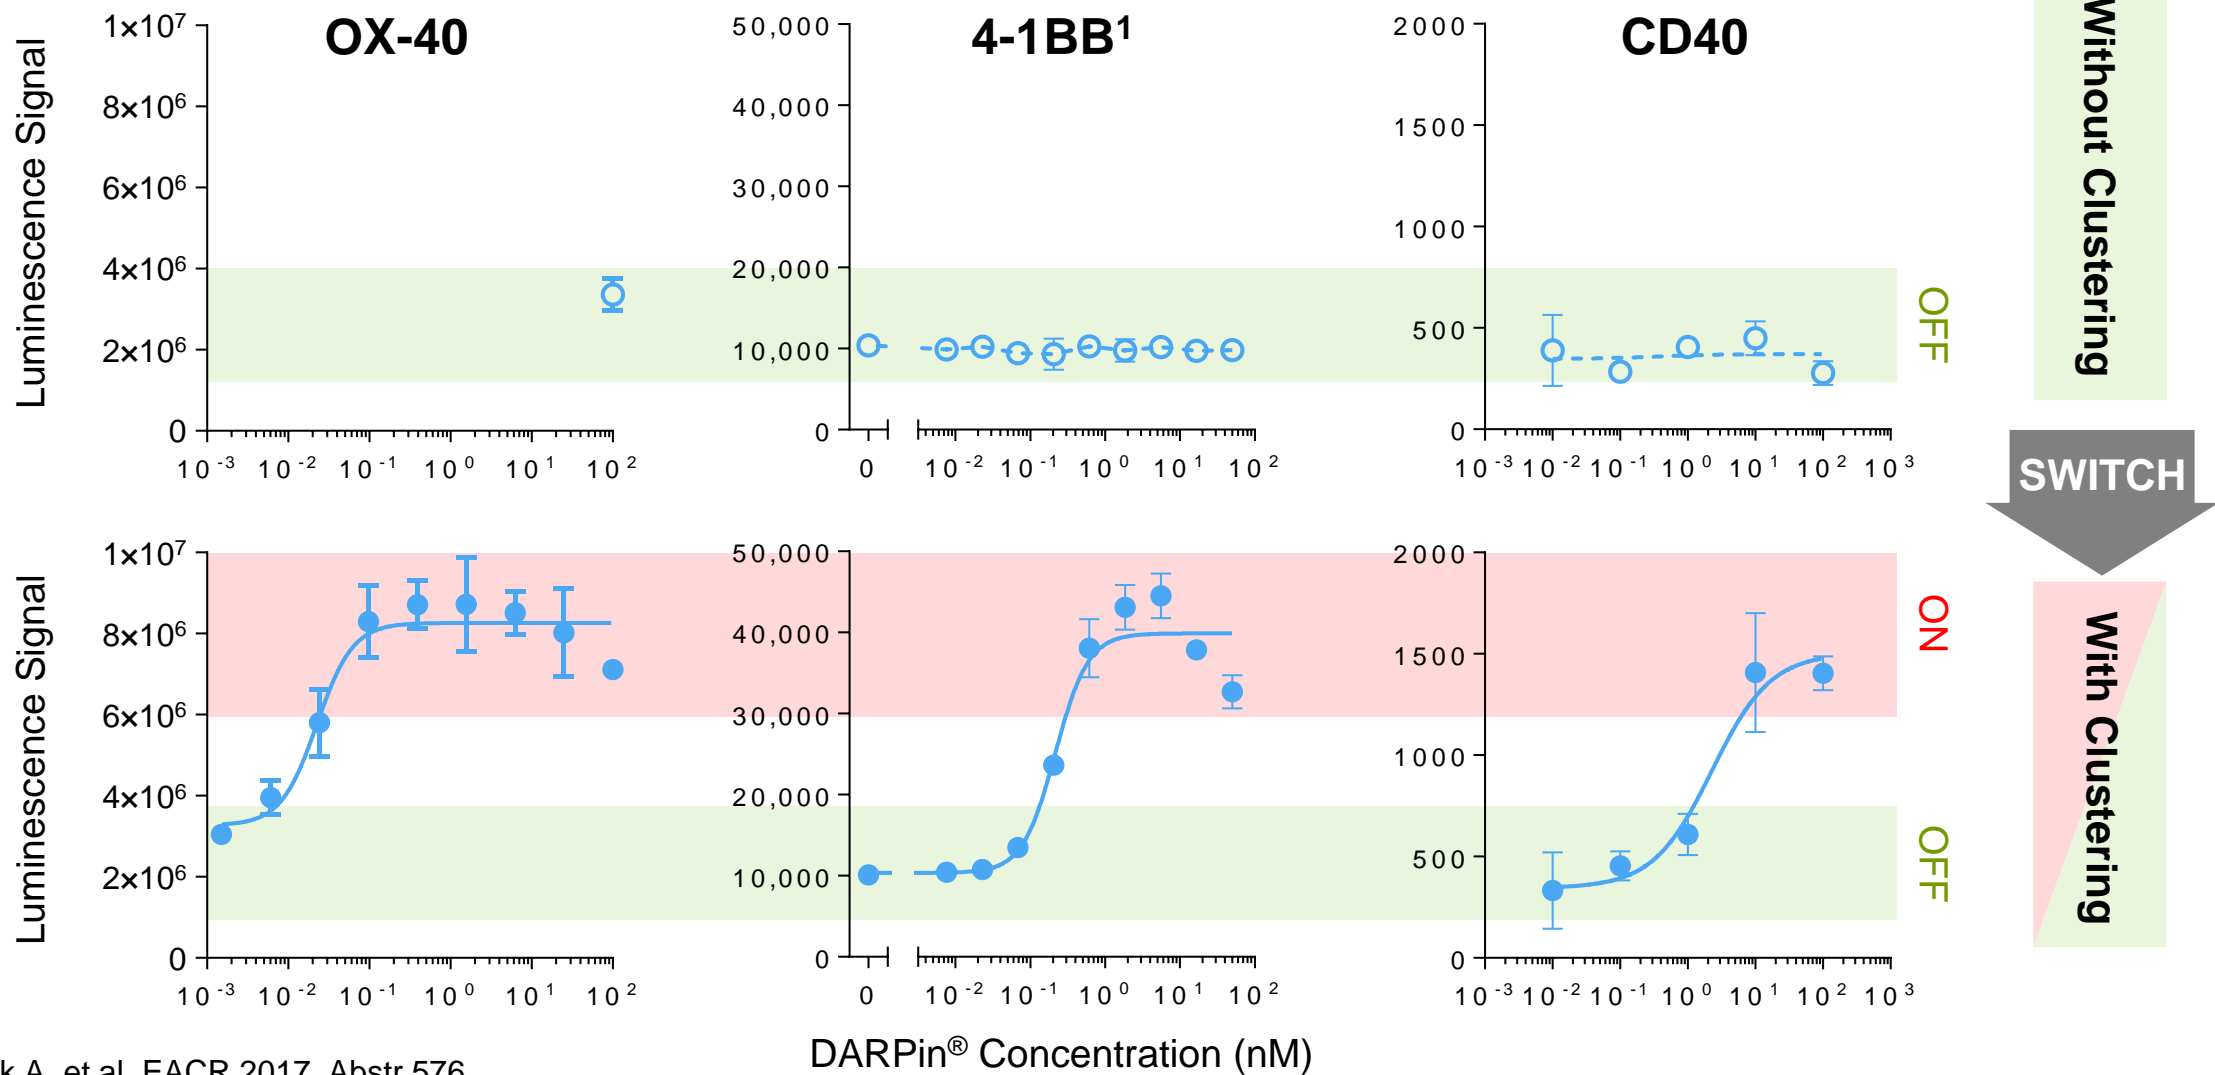 OX-40
4-1BB¹
CD40
Luminescence Signal
1×10⁷
8×10⁶
6×10⁶
4×10⁶
2×10⁶
0
10⁻³ 10⁻² 10⁻¹ 10⁰ 10¹ 10²
50,000
40,000
30,000
20,000
10,000
0
0 10⁻² 10⁻¹ 10⁰ 10¹ 10²
2000
1500
1000
500
0
10⁻³ 10⁻² 10⁻¹ 10⁰ 10¹ 10² 10³
OFF
Without Clustering
SWITCH
Luminescence Signal
1×10⁷
8×10⁶
6×10⁶
4×10⁶
2×10⁶
0
10⁻³ 10⁻² 10⁻¹ 10⁰ 10¹ 10²
50,000
40,000
30,000
20,000
10,000
0
0 10⁻² 10⁻¹ 10⁰ 10¹ 10²
2000
1500
1000
500
0
10⁻³ 10⁻² 10⁻¹ 10⁰ 10¹ 10² 10³
ON
OFF
With Clustering
DARPin® Concentration (nM)
k A, et al. EACR 2017, Abstr 576